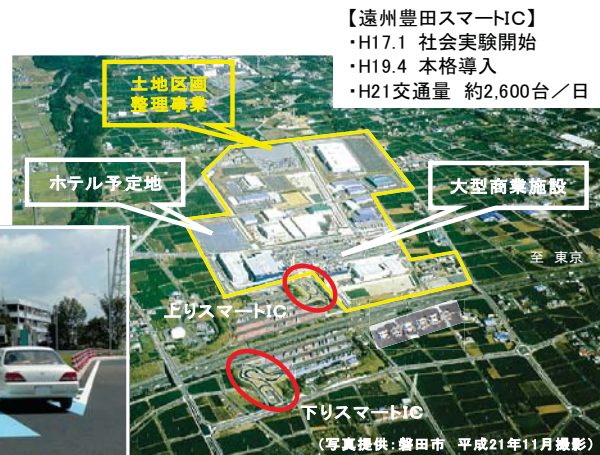 【遠州豊田スマートIC】
・H17.1 社会実験開始
・H19.4 本格導入
・H21交通量 約2,600台／日
土地区画
整理事業
ホテル予定地
大型商業施設
至 東京
上りスマートIC
下りスマートIC
(写真提供：磐田市 平成21年11月撮影)